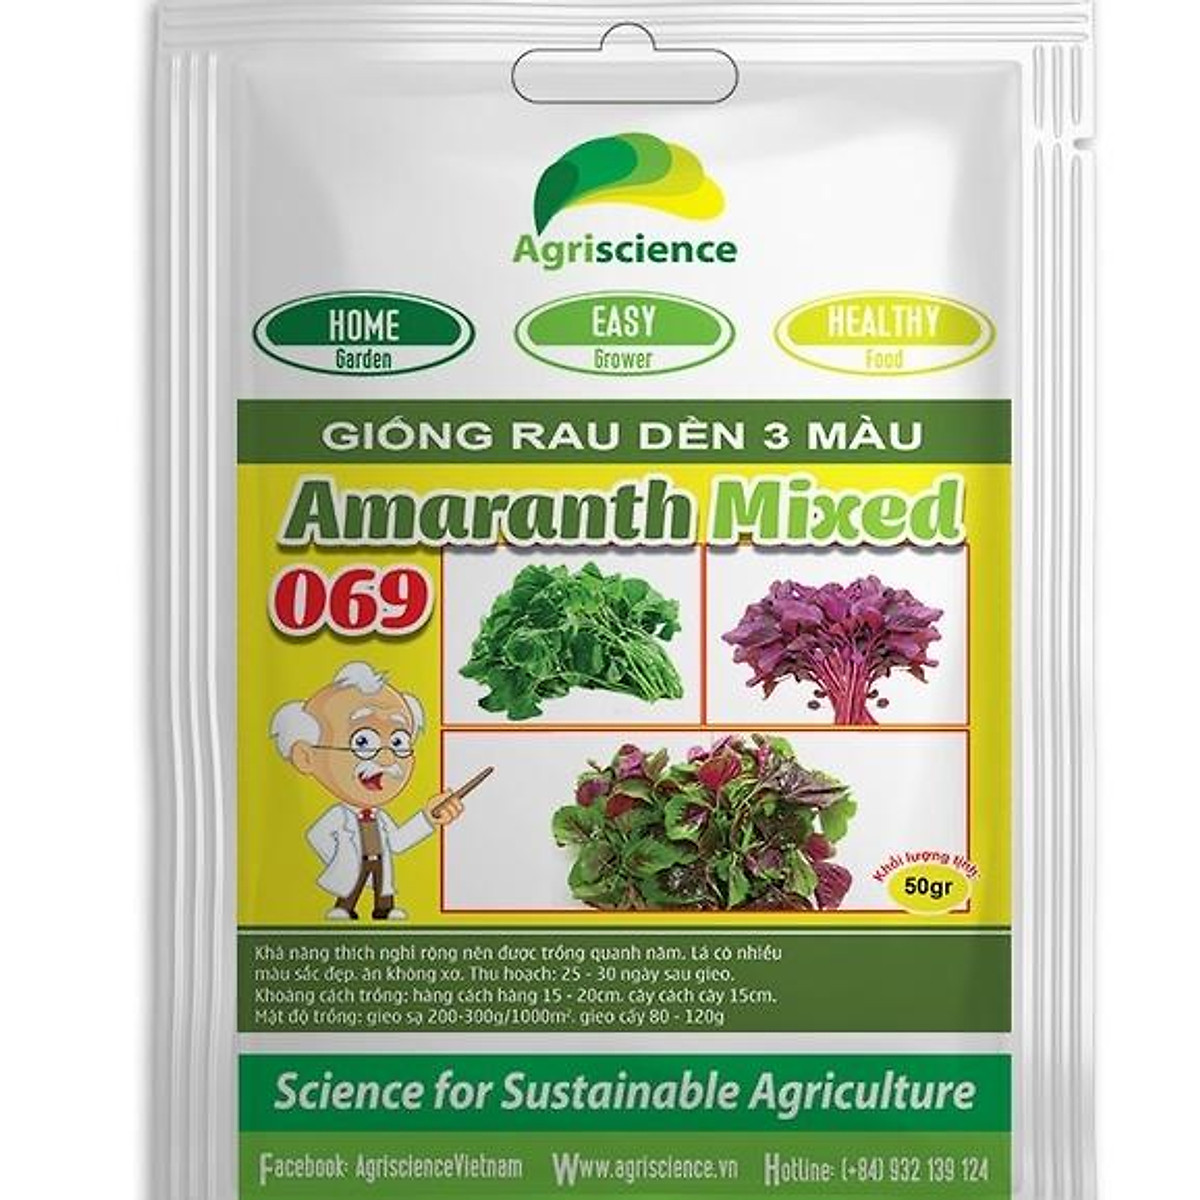 Agriscience
HOME
Garden
EASY
Grower
HEALTHY
Food
GIỐNG RAU DỀN 3 MÀU
Amaranth Mixed
069
Khối lượng tịnh:
50gr
Khả năng thích nghi rộng nên được trồng quanh năm. Lá có nhiều
màu sắc đẹp, ăn không xơ. Thu hoạch: 25 - 30 ngày sau gieo.
Khoảng cách trồng: hàng cách hàng 15 - 20cm, cây cách cây 15cm.
Mật độ trồng: gieo sạ 200-300g/1000m², gieo cấy 80 - 120g
Science for Sustainable Agriculture
Facebook: AgriscienceVietnam Www.agriscience.vn Hotline: (+84) 932 139 124